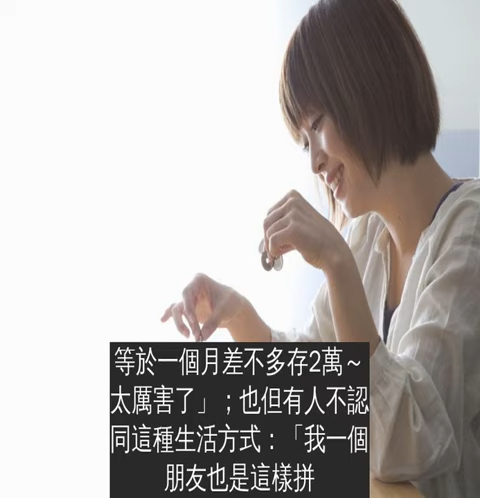 等於一個月差不多存2萬～
太厲害了」；也但有人不認
同這種生活方式：「我一個
朋友也是這樣拼